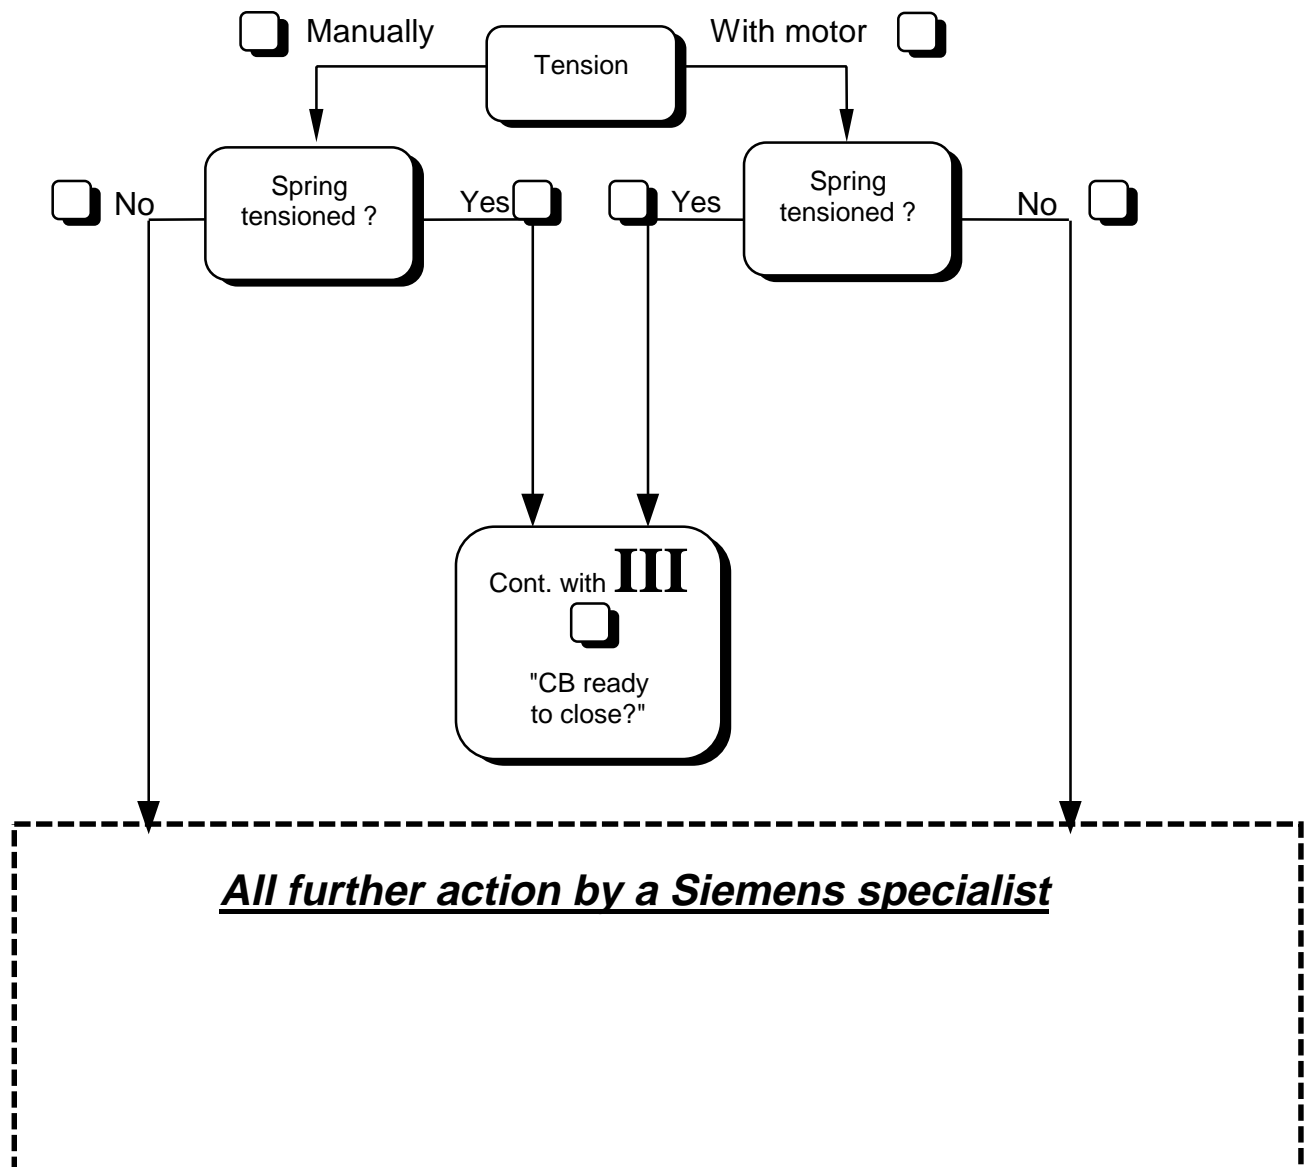 Manually
With motor
Tension
No
Spring
tensioned ?
Yes
Yes
Spring
tensioned ?
No
Cont. with III
"CB ready
to close?"
All further action by a Siemens specialist